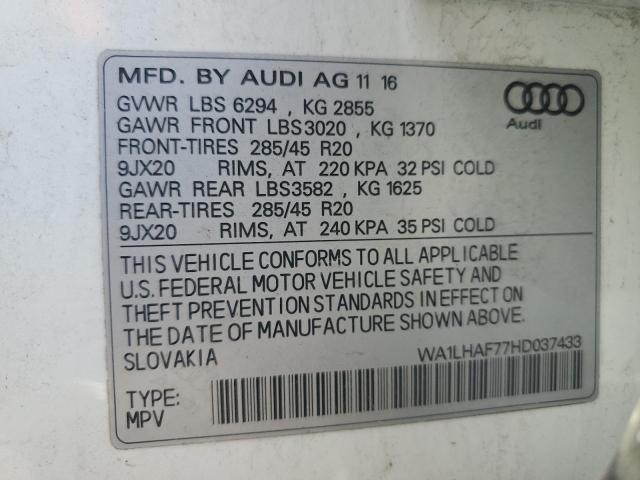 MFD. BY AUDI AG 11 16
Audi
GVWR LBS 6294 , KG 2855
GAWR FRONT LBS3020 , KG 1370
FRONT-TIRES 285/45 R20
9JX20 RIMS, AT 220 KPA 32 PSI COLD
GAWR REAR LBS3582 , KG 1625
REAR-TIRES 285/45 R20
9JX20 RIMS, AT 240 KPA 35 PSI COLD
THIS VEHICLE CONFORMS TO ALL APPLICABLE
U.S. FEDERAL MOTOR VEHICLE SAFETY AND
THEFT PREVENTION STANDARDS IN EFFECT ON
THE DATE OF MANUFACTURE SHOWN ABOVE.
SLOVAKIA WA1LHAF77HD037433
TYPE:
MPV